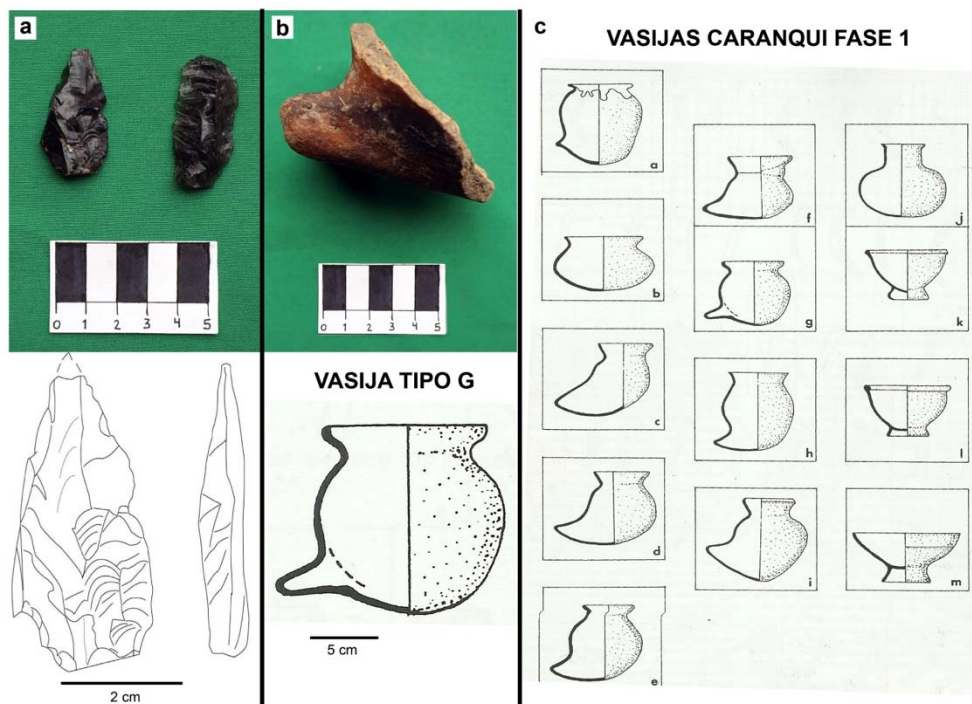 a
0 1 2 3 4 5
2 cm
b
0 1 2 3 4 5
VASIJA TIPO G
5 cm
c
VASIJAS CARANQUI FASE 1
a
b
c
d
e
f
g
h
i
j
k
l
m